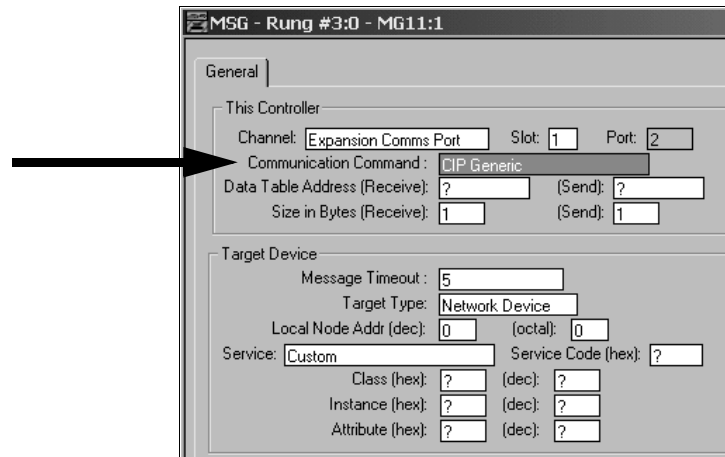 MSG - Rung #3:0 - MG11:1
General
This Controller
Channel: Expansion Comms Port Slot: 1 Port: 2
Communication Command : CIP Generic
Data Table Address (Receive): ? (Send): ?
Size in Bytes (Receive): 1 (Send): 1
Target Device
Message Timeout : 5
Target Type: Network Device
Local Node Addr (dec): 0 (octal): 0
Service: Custom Service Code (hex): ?
Class (hex): ? (dec): ?
Instance (hex): ? (dec): ?
Attribute (hex): ? (dec): ?